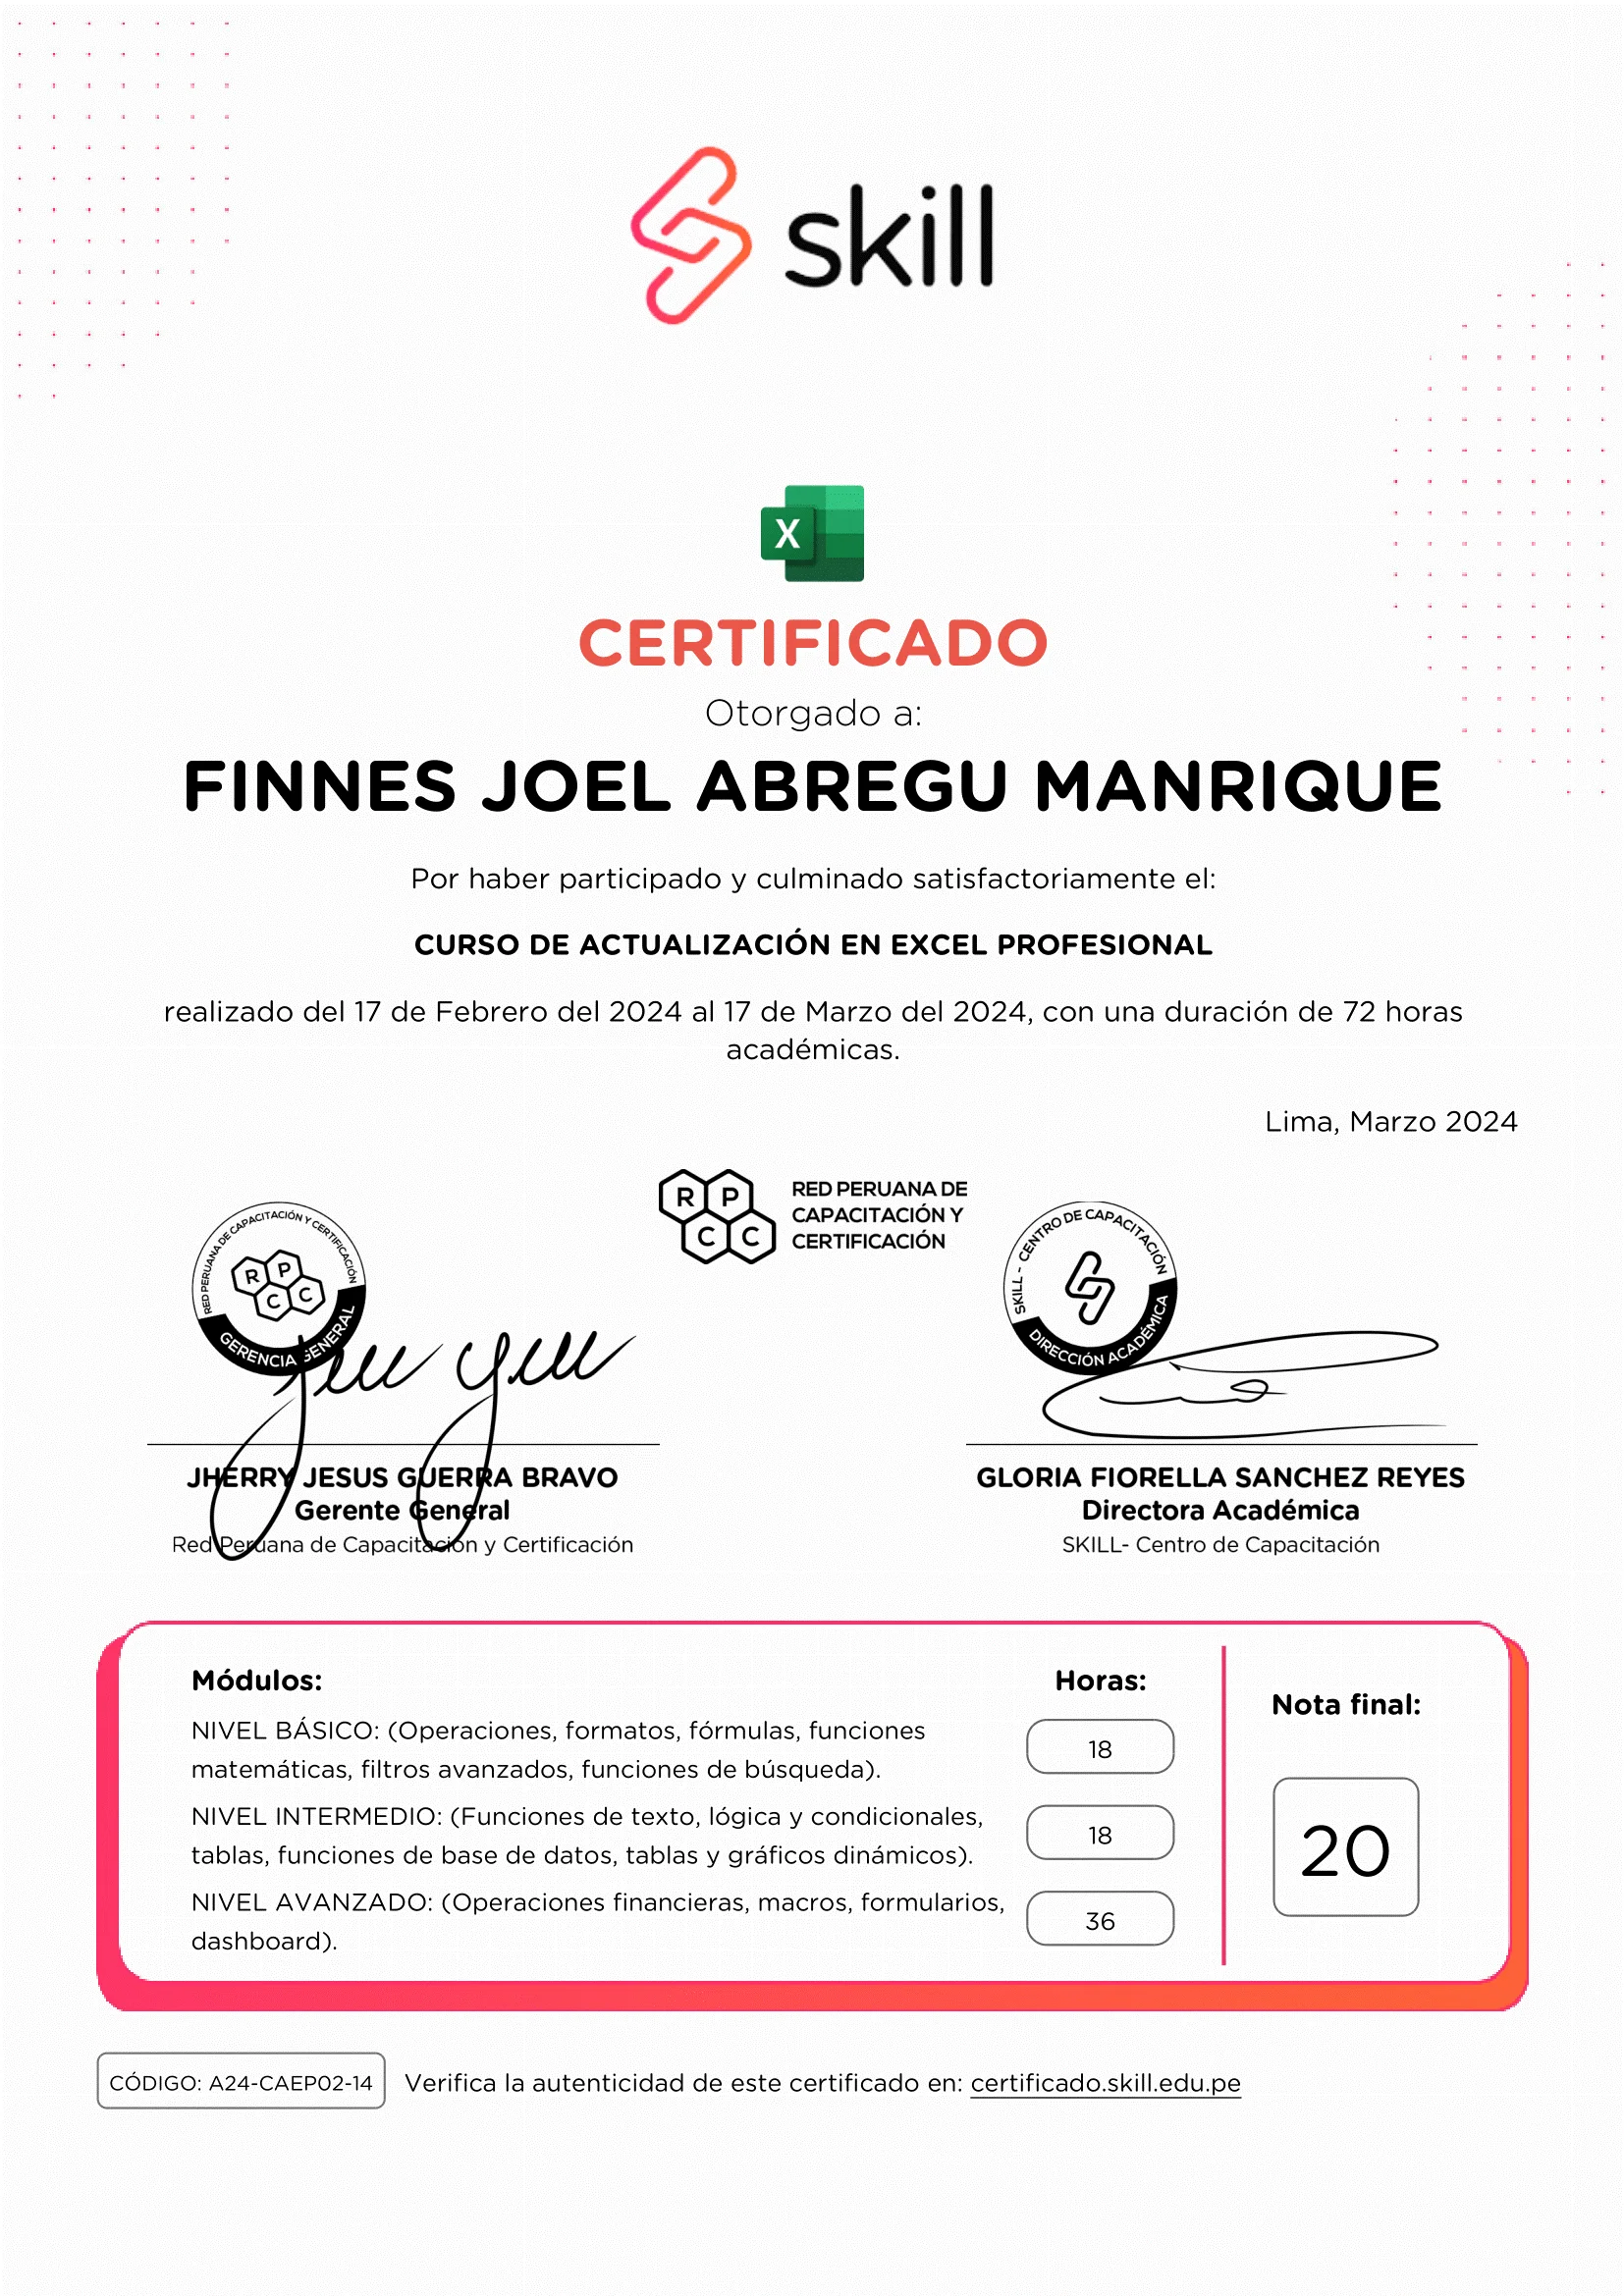 skill
X
CERTIFICADO
Otorgado a:
FINNES JOEL ABREGU MANRIQUE
Por haber participado y culminado satisfactoriamente el:
CURSO DE ACTUALIZACIÓN EN EXCEL PROFESIONAL
realizado del 17 de Febrero del 2024 al 17 de Marzo del 2024, con una duración de 72 horas
académicas.
Lima, Marzo 2024
R P
C C
RED PERUANA DE
CAPACITACIÓN Y
CERTIFICACIÓN
RED PERUANA DE CAPACITACIÓN Y CERTIFICACIÓN
R P
C C
GERENCIA GENERAL
SKILL - CENTRO DE CAPACITACIÓN
DIRECCIÓN ACADÉMICA
JHERRY JESUS GUERRA BRAVO
Gerente General
Red Peruana de Capacitación y Certificación
GLORIA FIORELLA SANCHEZ REYES
Directora Académica
SKILL- Centro de Capacitación
Módulos:
Horas:
Nota final:
NIVEL BÁSICO: (Operaciones, formatos, fórmulas, funciones
matemáticas, filtros avanzados, funciones de búsqueda).
18
NIVEL INTERMEDIO: (Funciones de texto, lógica y condicionales,
tablas, funciones de base de datos, tablas y gráficos dinámicos).
18
NIVEL AVANZADO: (Operaciones financieras, macros, formularios,
dashboard).
36
20
CÓDIGO: A24-CAEP02-14
Verifica la autenticidad de este certificado en: certificado.skill.edu.pe